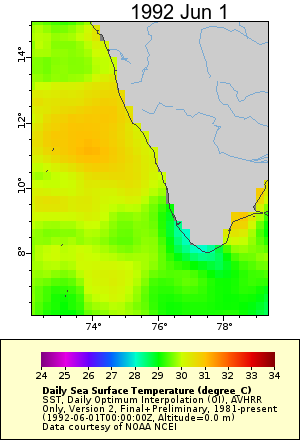 1992 Jun 1
14°
12°
10°
8°
74°
76°
78°
24 25 26 27 28 29 30 31 32 33 34
Daily Sea Surface Temperature (degree_C)
SST, Daily Optimum Interpolation (OI), AVHRR
Only, Version 2, Final+Preliminary, 1981-present
(1992-06-01T00:00:00Z, Altitude=0.0 m)
Data courtesy of NOAA NCEI